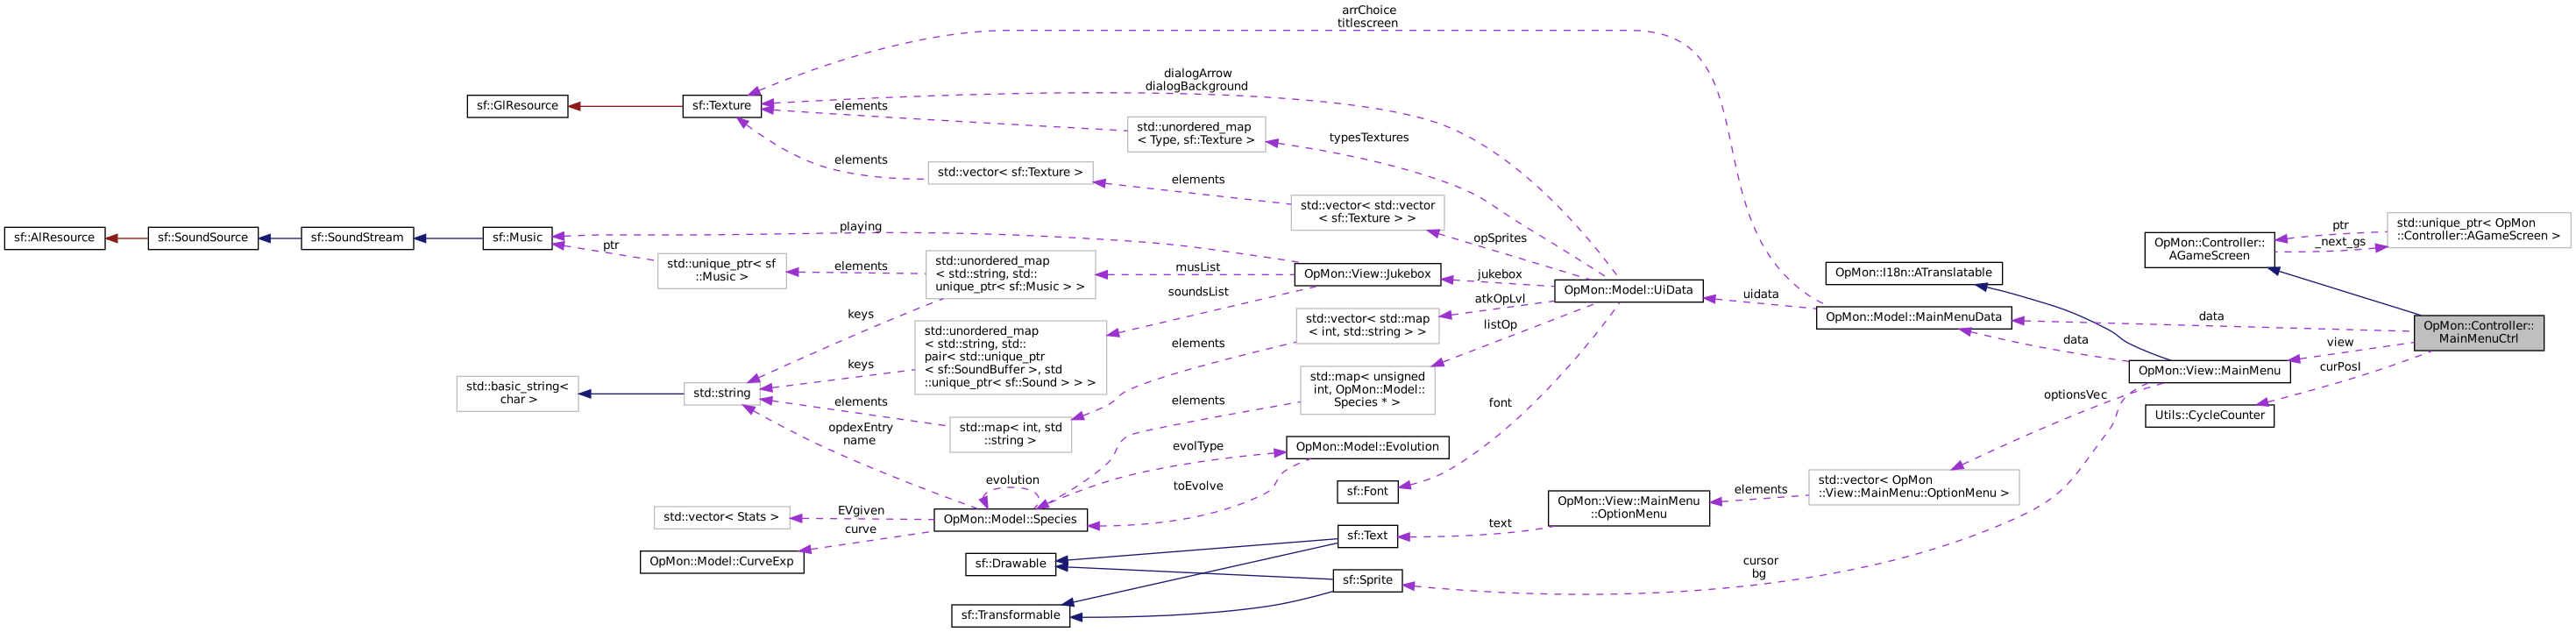 arrChoice
titlescreen
dialogArrow
dialogBackground
sf::GlResource
sf::Texture
elements
std::unordered_map
< Type, sf::Texture >
typesTextures
elements
std::vector< sf::Texture >
elements
std::vector< std::vector
< sf::Texture > >
opSprites
sf::AlResource
sf::SoundSource
sf::SoundStream
sf::Music
playing
ptr
std::unique_ptr< sf
::Music >
elements
std::unordered_map
< std::string, std::
unique_ptr< sf::Music > >
musList
OpMon::View::Jukebox
jukebox
soundsList
keys
std::unordered_map
< std::string, std::
pair< std::unique_ptr
< sf::SoundBuffer >, std
::unique_ptr< sf::Sound > > >
keys
OpMon::Model::UiData
atkOpLvl
std::vector< std::map
< int, std::string > >
listOp
elements
uidata
OpMon::Model::MainMenuData
OpMon::I18n::ATranslatable
OpMon::Controller::
AGameScreen
ptr
_next_gs
std::unique_ptr< OpMon
::Controller::AGameScreen >
data
OpMon::Controller::
MainMenuCtrl
data
view
OpMon::View::MainMenu
curPosI
Utils::CycleCounter
std::basic_string<
char >
std::string
elements
std::map< int, std
::string >
std::map< unsigned
int, OpMon::Model::
Species * >
elements
font
opdexEntry
name
evolType
OpMon::Model::Evolution
evolution
toEvolve
sf::Font
optionsVec
std::vector< OpMon
::View::MainMenu::OptionMenu >
elements
OpMon::View::MainMenu
::OptionMenu
std::vector< Stats >
EVgiven
OpMon::Model::Species
curve
OpMon::Model::CurveExp
text
sf::Text
sf::Drawable
sf::Sprite
cursor
bg
sf::Transformable